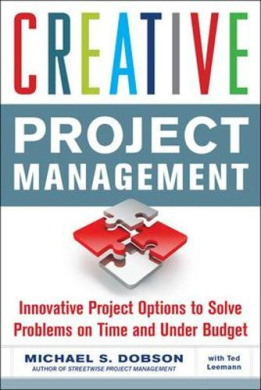 CREATIVE
PROJECT
MANAGEMENT
Innovative Project Options to Solve
Problems on Time and Under Budget
MICHAEL S. DOBSON
with Ted
Leemann
AUTHOR OF STREETWISE PROJECT MANAGEMENT